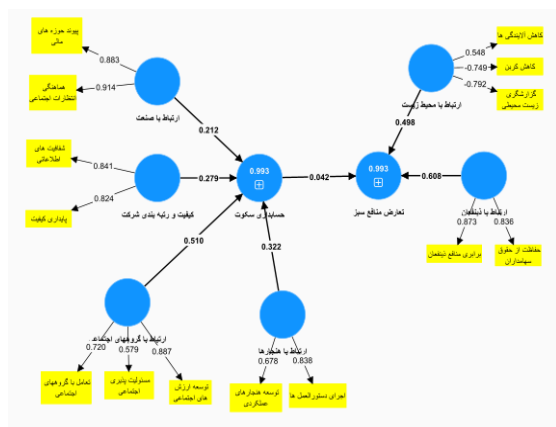 پیوند حوزه های
مالی
0.883
هماهنگی
انتظارات اجتماعی
0.914
ارتباط با صنعت
0.212
کاهش آلایندگی ها
0.548
کاهش کربن
-0.749
گزارشگری
زیست محیطی
-0.792
ارتباط با محیط زیست
0.498
شفافیت های
اطلاعاتی
0.841
پایداری کیفیت
0.824
کیفیت و رتبه بندی شرکت
0.279
0.993
حسابداری سکوت
0.042
0.993
تعارض منافع سبز
0.608
ارتباط با ذینفعان
0.873
0.836
برابری منافع ذینفعان
حفاظت از حقوق
سهامداران
0.510
0.322
ارتباط با گروههای اجتماعی
0.720
0.579
0.887
تعامل با گروههای
اجتماعی
مسئولیت پذیری
اجتماعی
توسعه ارزش
های اجتماعی
ارتباط با هنجارها
0.678
0.838
توسعه هنجارهای
عملکردی
اجرای دستورالعمل ها